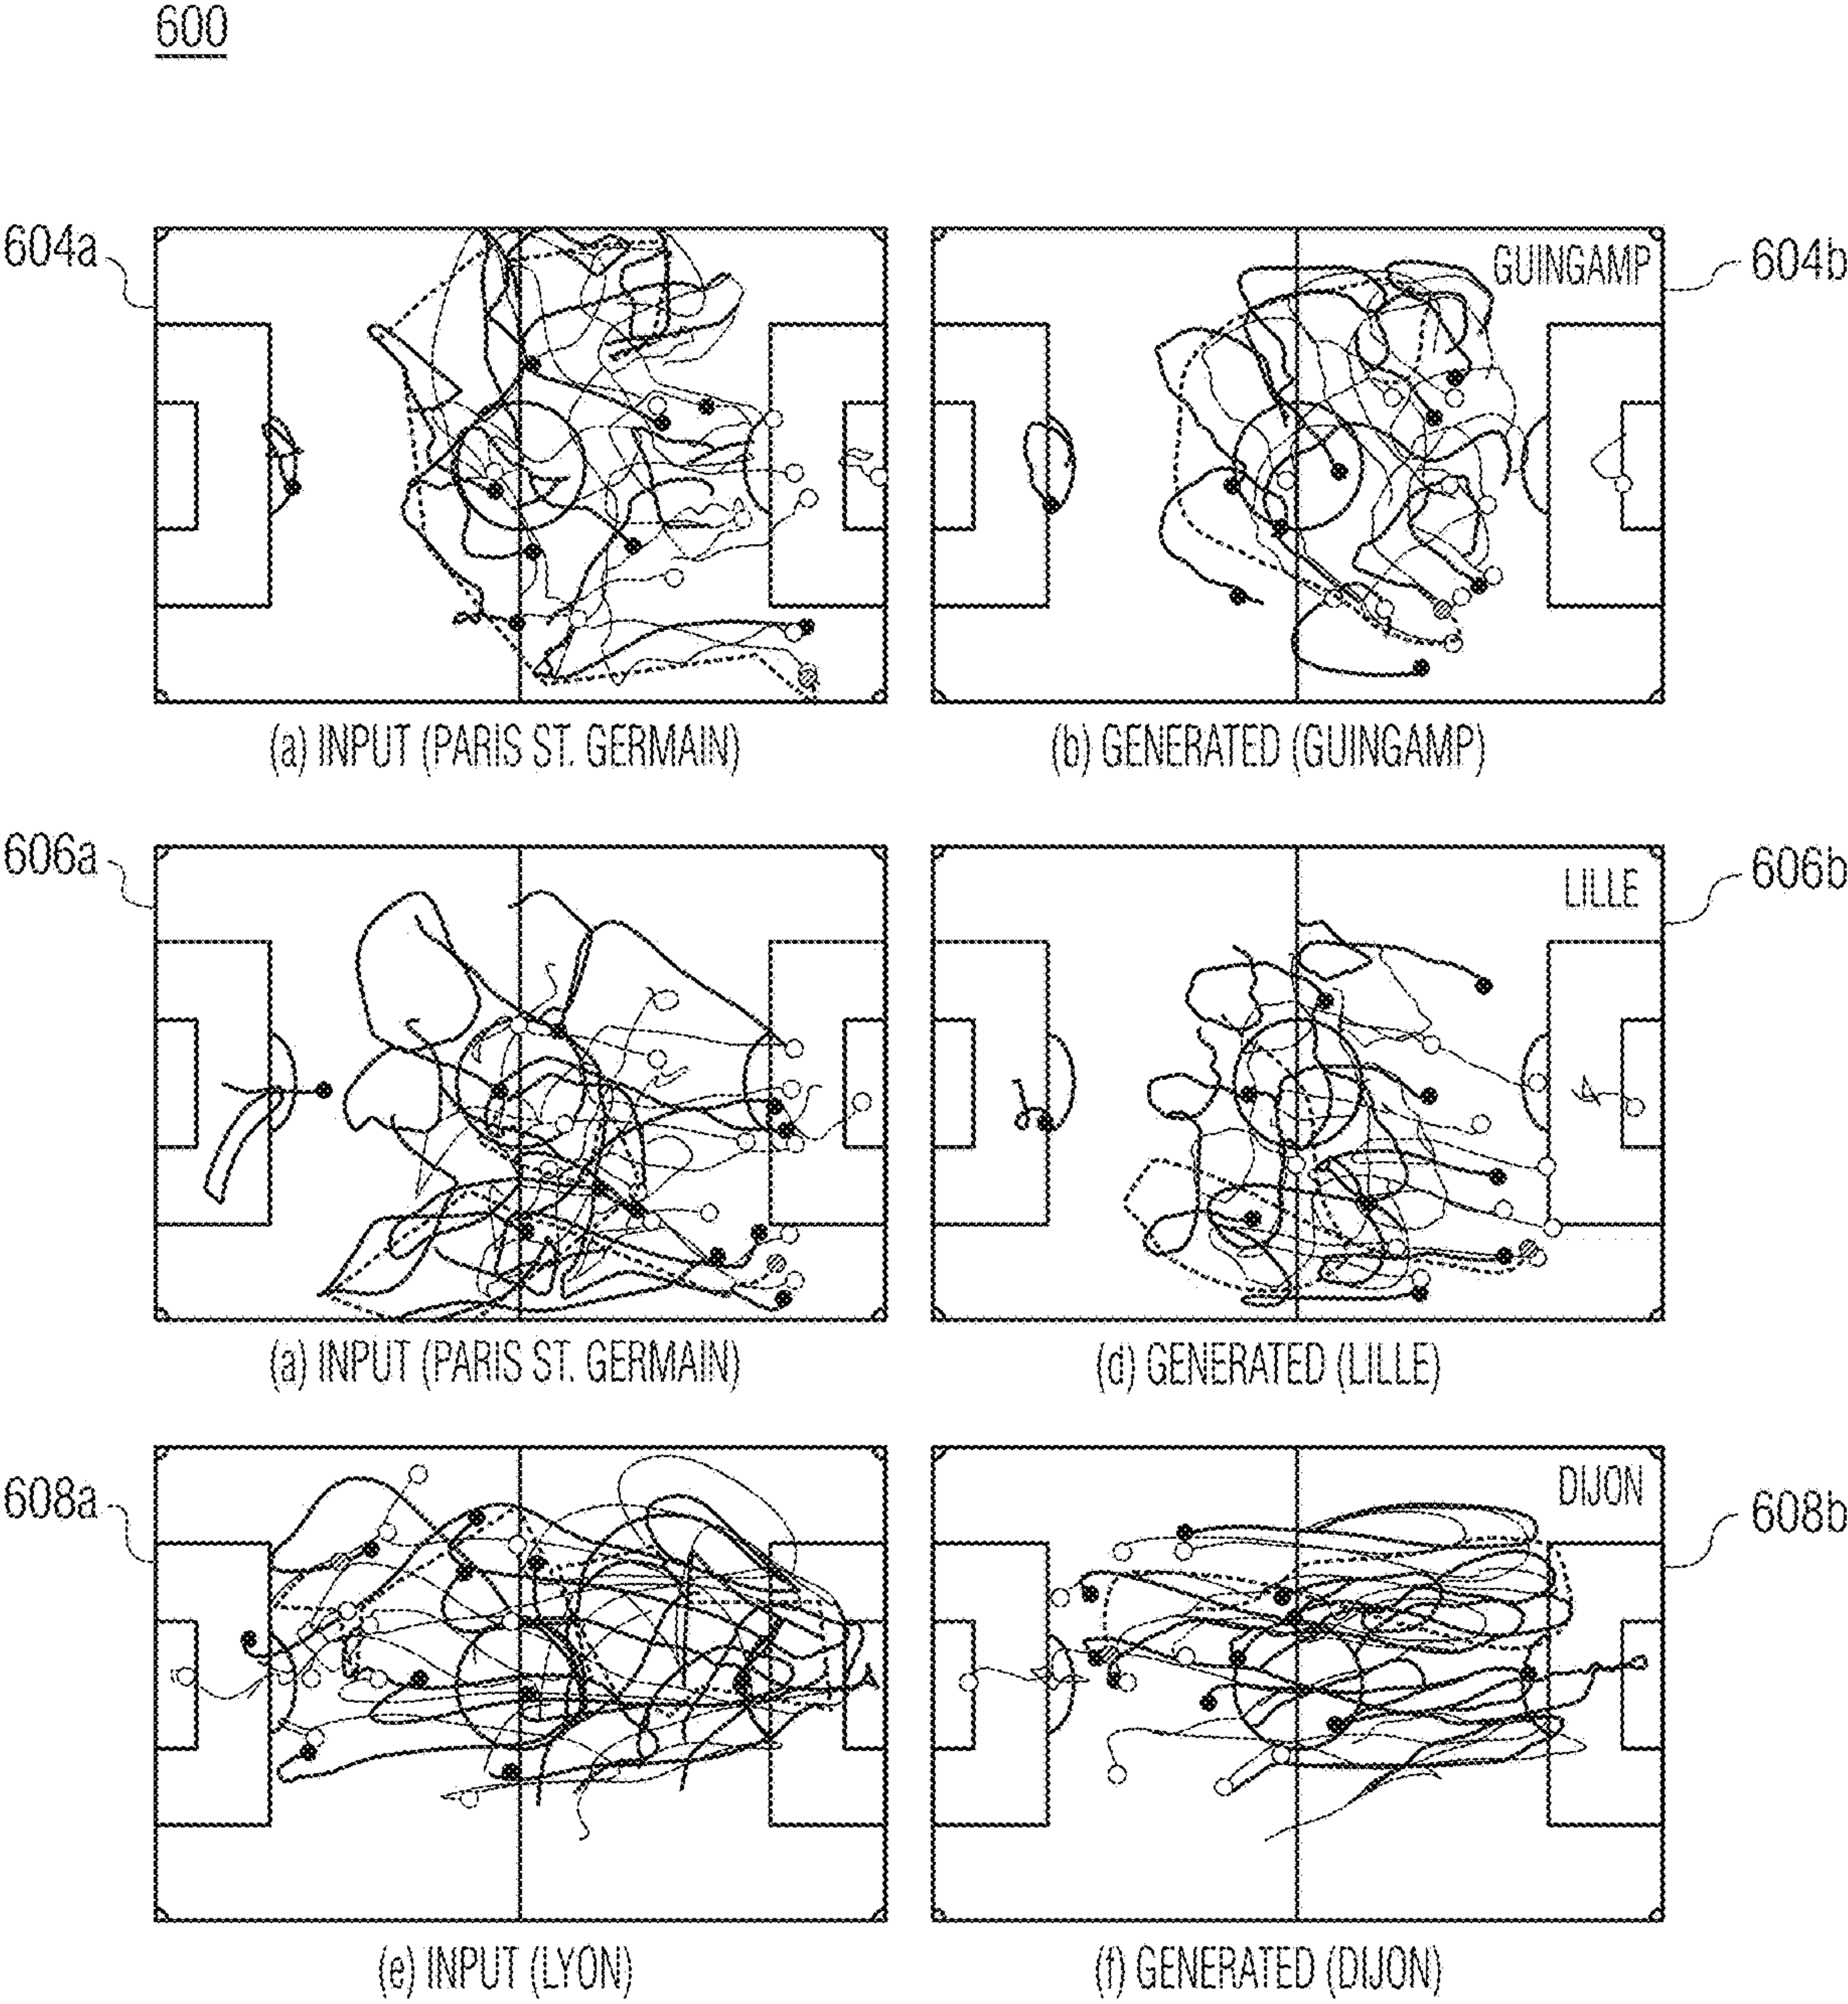 600
604a
GUINGAMP
604b
(a) INPUT (PARIS ST. GERMAIN)
(b) GENERATED (GUINGAMP)
606a
LILLE
606b
(a) INPUT (PARIS ST. GERMAIN)
(d) GENERATED (LILLE)
608a
DIJON
608b
(e) INPUT (LYON)
(f) GENERATED (DIJON)